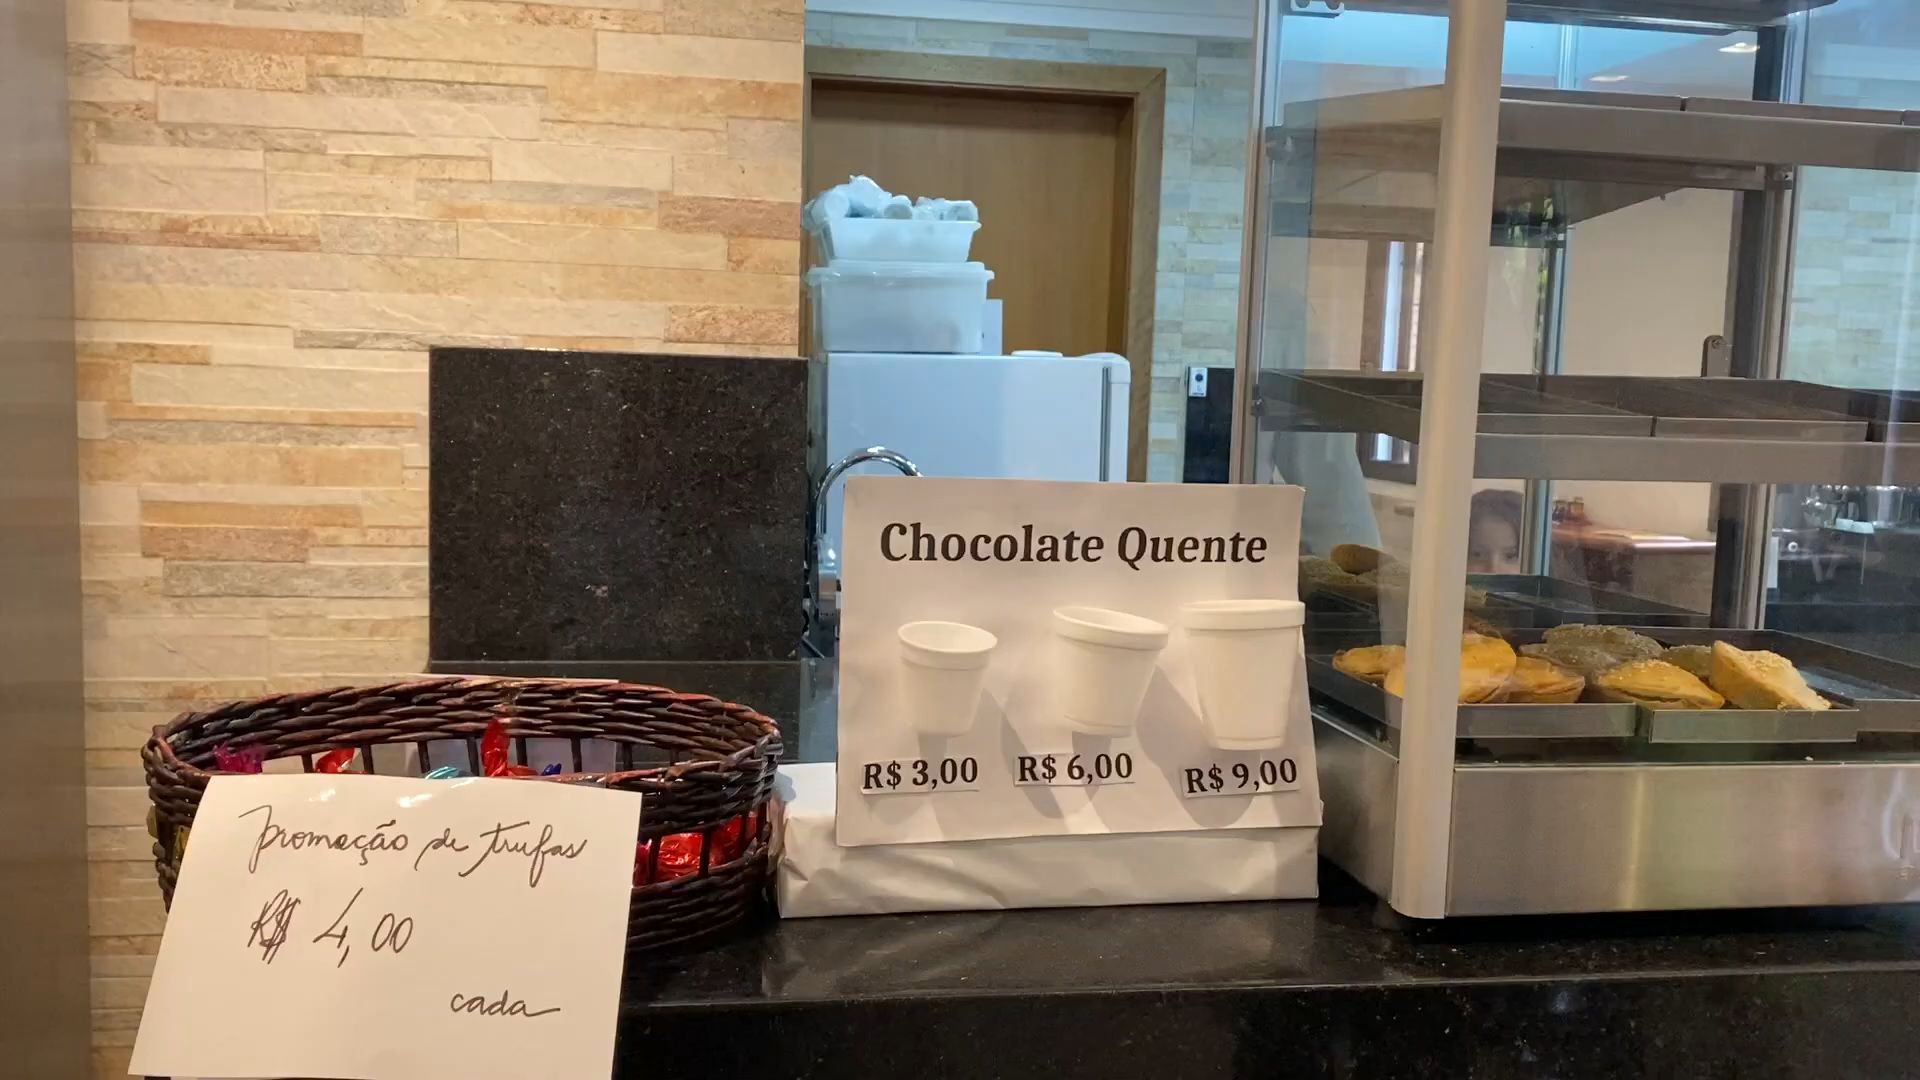 Chocolate Quente
R$ 3,00 R$ 6,00 R$ 9,00
promoção de trufas
R$ 4,00
cada